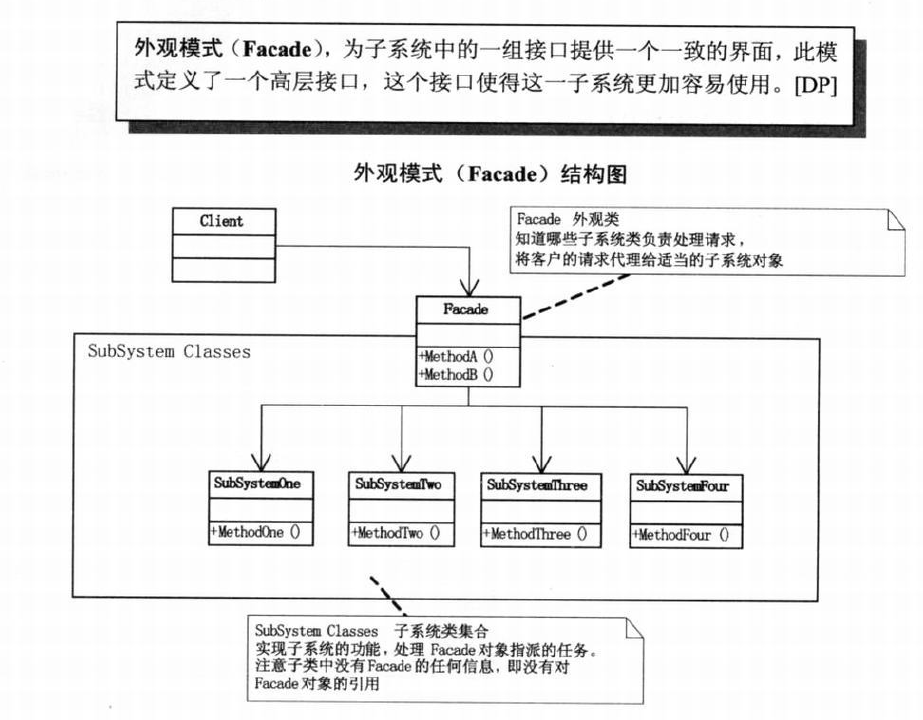 外观模式（Facade），为子系统中的一组接口提供一个一致的界面，此模
式定义了一个高层接口，这个接口使得这一子系统更加容易使用。[DP]
外观模式（Facade）结构图
Client
Facade 外观类
知道哪些子系统类负责处理请求，
将客户的请求代理给适当的子系统对象
Facade
+MethodA ()
+MethodB ()
SubSystem Classes
SubSystemOne
+MethodOne ()
SubSystemTwo
+MethodTwo ()
SubSystemThree
+MethodThree ()
SubSystemFour
+MethodFour ()
SubSystem Classes 子系统类集合
实现子系统的功能，处理 Facade对象指派的任务。
注意子类中没有Facade的任何信息，即没有对
Facade对象的引用